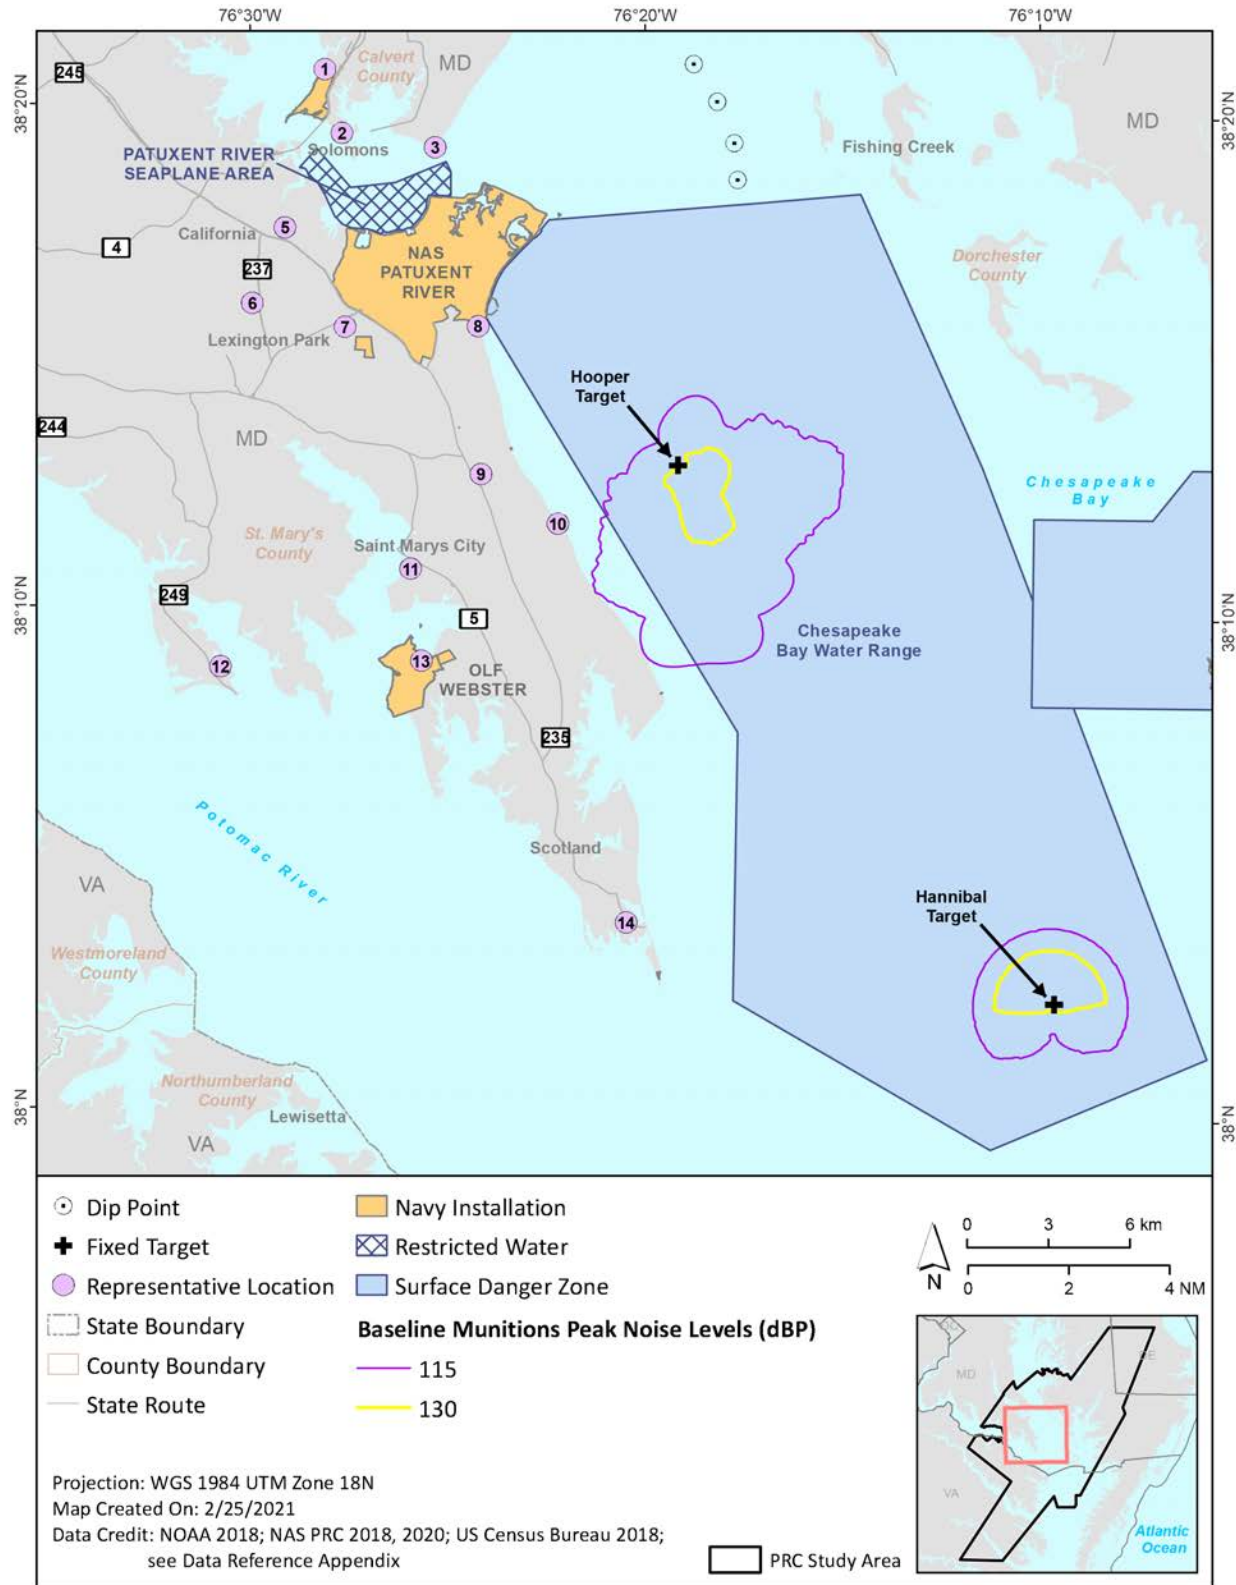 76°30'W
76°20'W
76°10'W
38°20'N
38°10'N
38°N
38°20'N
38°10'N
38°N
245
1
Calvert
County
MD
2
Solomons
3
PATUXENT RIVER
SEAPLANE AREA
Fishing Creek
MD
4
California
5
237
NAS
PATUXENT
RIVER
6
7
8
Lexington Park
Dorchester
County
Hooper
Target
244
MD
9
10
Chesapeake
Bay
St. Mary's
County
Saint Marys City
11
249
5
12
13
OLF
WEBSTER
Chesapeake
Bay Water Range
235
Potomac River
Scotland
14
VA
Westmoreland
County
Hannibal
Target
Northumberland
County
Lewisetta
VA
Dip Point
Fixed Target
Representative Location
State Boundary
County Boundary
State Route
Navy Installation
Restricted Water
Surface Danger Zone
Baseline Munitions Peak Noise Levels (dBP)
115
130
N
0 3 6 km
0 2 4 NM
Projection: WGS 1984 UTM Zone 18N
Map Created On: 2/25/2021
Data Credit: NOAA 2018; NAS PRC 2018, 2020; US Census Bureau 2018;
see Data Reference Appendix
PRC Study Area
DC
MD
DE
VA
Atlantic
Ocean